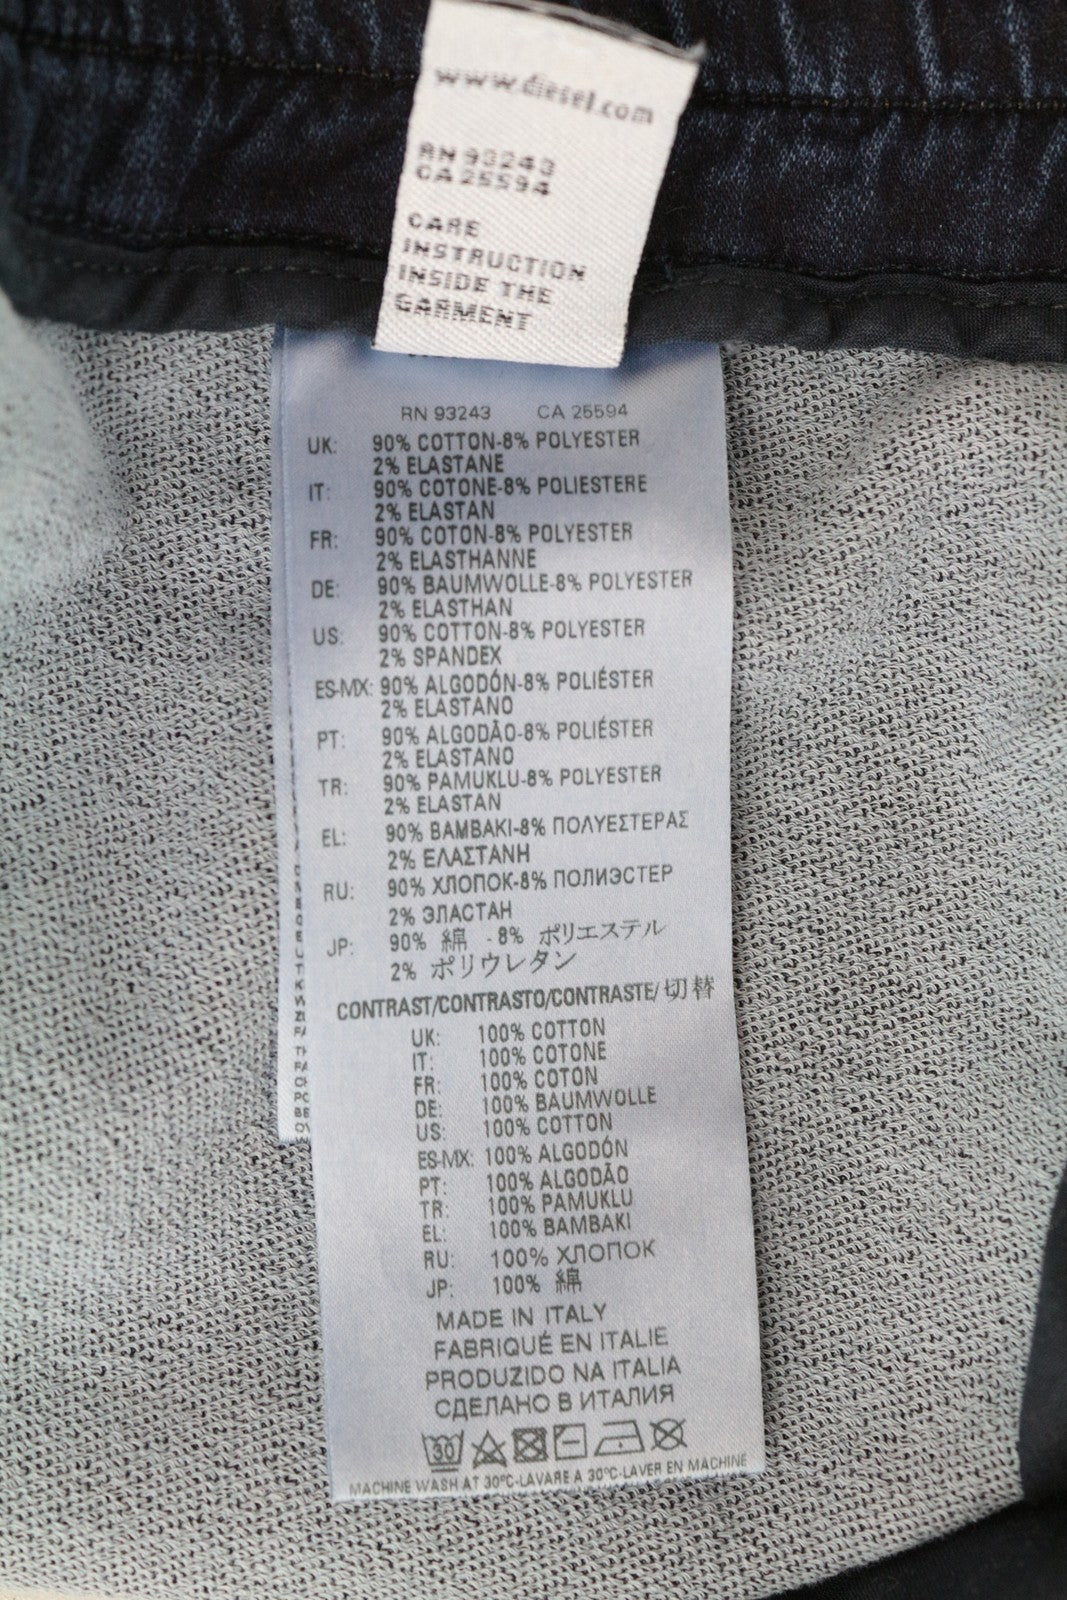 www.diesel.com
RN 93243
CA 25594
CARE
INSTRUCTION
INSIDE THE
GARMENT
RN 93243 CA 25594
UK: 90% COTTON-8% POLYESTER
2% ELASTANE
IT: 90% COTONE-8% POLIESTERE
2% ELASTAN
FR: 90% COTON-8% POLYESTER
2% ELASTHANNE
DE: 90% BAUMWOLLE-8% POLYESTER
2% ELASTHAN
US: 90% COTTON-8% POLYESTER
2% SPANDEX
ES-MX: 90% ALGODÓN-8% POLIÉSTER
2% ELASTANO
PT: 90% ALGODÃO-8% POLIÉSTER
2% ELASTANO
TR: 90% PAMUKLU-8% POLYESTER
2% ELASTAN
EL: 90% ΒΑΜΒΑΚΙ-8% ΠΟΛΥΕΣΤΕΡΑΣ
2% ΕΛΑΣΤΑΝΗ
RU: 90% ХЛОПОК-8% ПОЛИЭСТЕР
2% ЭЛАСТАН
JP: 90% 綿 - 8% ポリエステル
2% ポリウレタン
CONTRAST/CONTRASTO/CONTRASTE/切替
UK: 100% COTTON
IT: 100% COTONE
FR: 100% COTON
DE: 100% BAUMWOLLE
US: 100% COTTON
ES-MX: 100% ALGODÓN
PT: 100% ALGODÃO
TR: 100% PAMUKLU
EL: 100% ΒΑΜΒΑΚΙ
RU: 100% ХЛОПОК
JP: 100% 綿
MADE IN ITALY
FABRIQUÉ EN ITALIE
PRODUZIDO NA ITALIA
СДЕЛАНО В ИТАЛИЯ
30
MACHINE WASH AT 30°C-LAVARE A 30°C-LAVER EN MACHINE